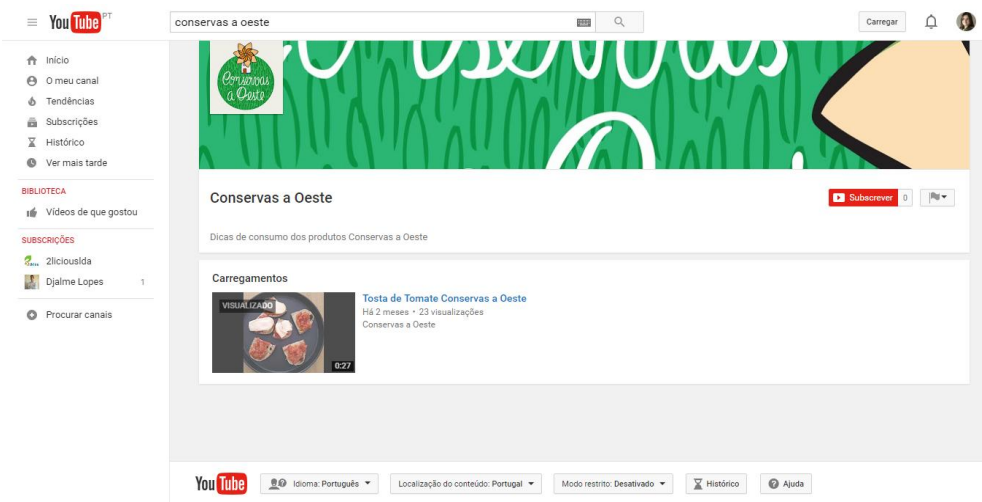 YouTube PT
conservas a oeste
Carregar
Início
O meu canal
Tendências
Subscrições
Histórico
Ver mais tarde
BIBLIOTECA
Vídeos de que gostou
SUBSCRIÇÕES
2liciouslda
Djalme Lopes 1
Procurar canais
Conservas
a Oeste
Conservas a Oeste
Subscrever 0
Dicas de consumo dos produtos Conservas a Oeste
Carregamentos
VISUALIZADO
0:27
Tosta de Tomate Conservas a Oeste
Há 2 meses • 23 visualizações
Conservas a Oeste
YouTube
Idioma: Português
Localização do conteúdo: Portugal
Modo restrito: Desativado
Histórico
Ajuda